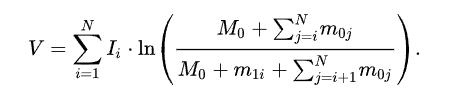 V = \sum_{i=1}^{N} I_i \cdot \ln \left( \frac{M_0 + \sum_{j=i}^{N} m_{0j}}{M_0 + m_{1i} + \sum_{j=i+1}^{N} m_{0j}} \right).